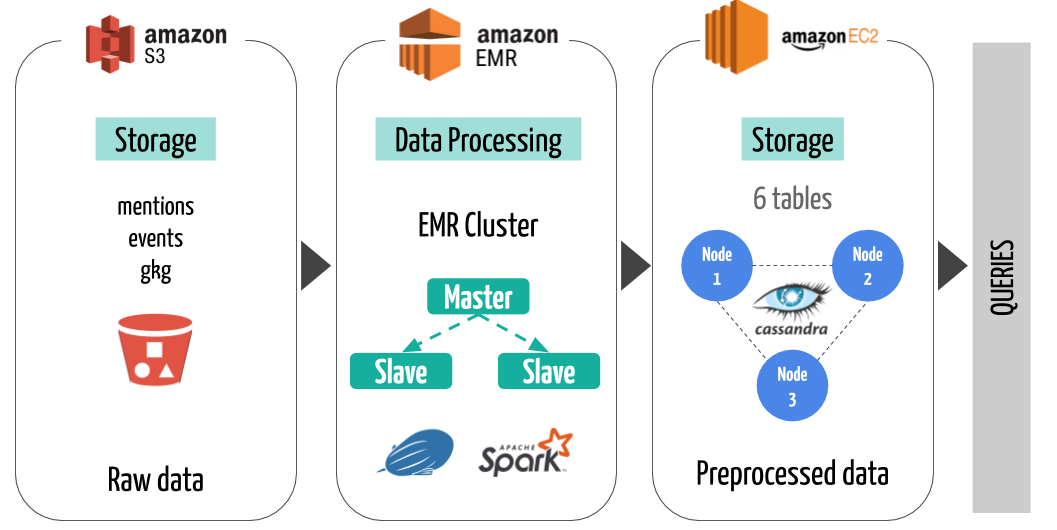 amazon
S3
Storage
mentions
events
gkg
Raw data
amazon
EMR
Data Processing
EMR Cluster
Master
Slave
Slave
APACHE
Spark
amazon EC2
Storage
6 tables
Node
1
Node
2
cassandra
Node
3
Preprocessed data
QUERIES